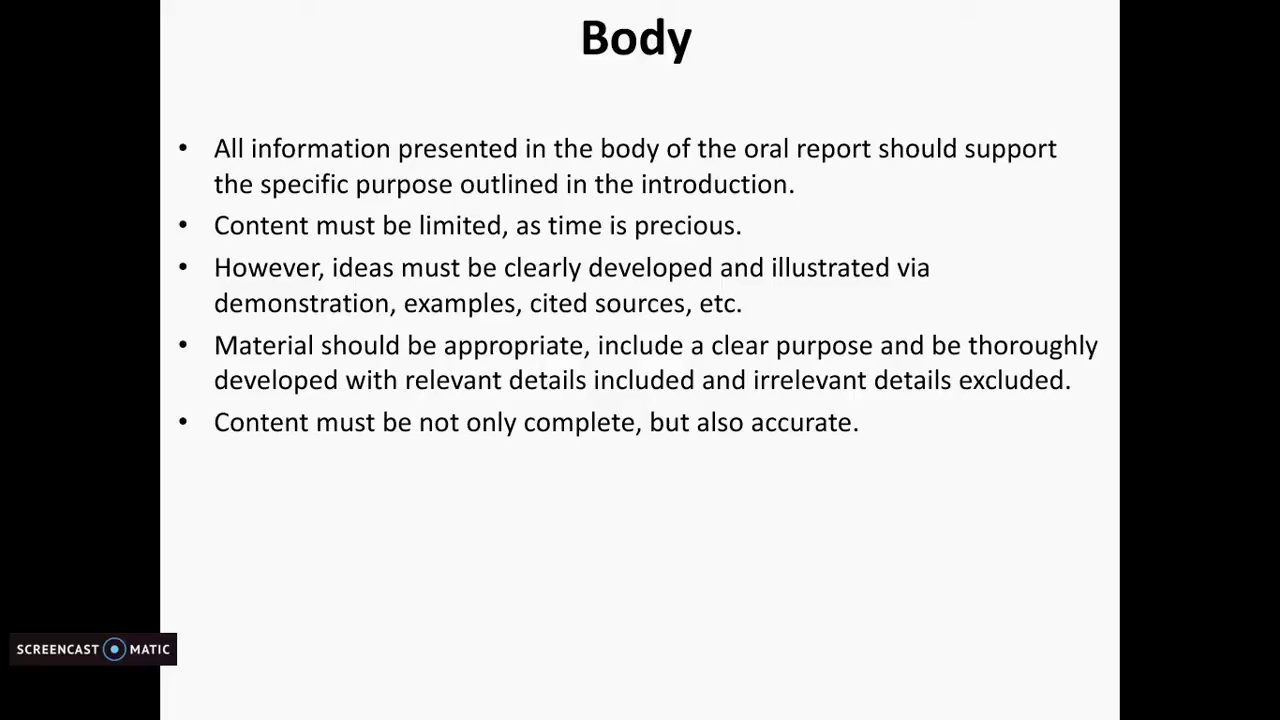 Body
• All information presented in the body of the oral report should support
the specific purpose outlined in the introduction.
• Content must be limited, as time is precious.
• However, ideas must be clearly developed and illustrated via
demonstration, examples, cited sources, etc.
• Material should be appropriate, include a clear purpose and be thoroughly
developed with relevant details included and irrelevant details excluded.
• Content must be not only complete, but also accurate.
SCREENCAST MATIC